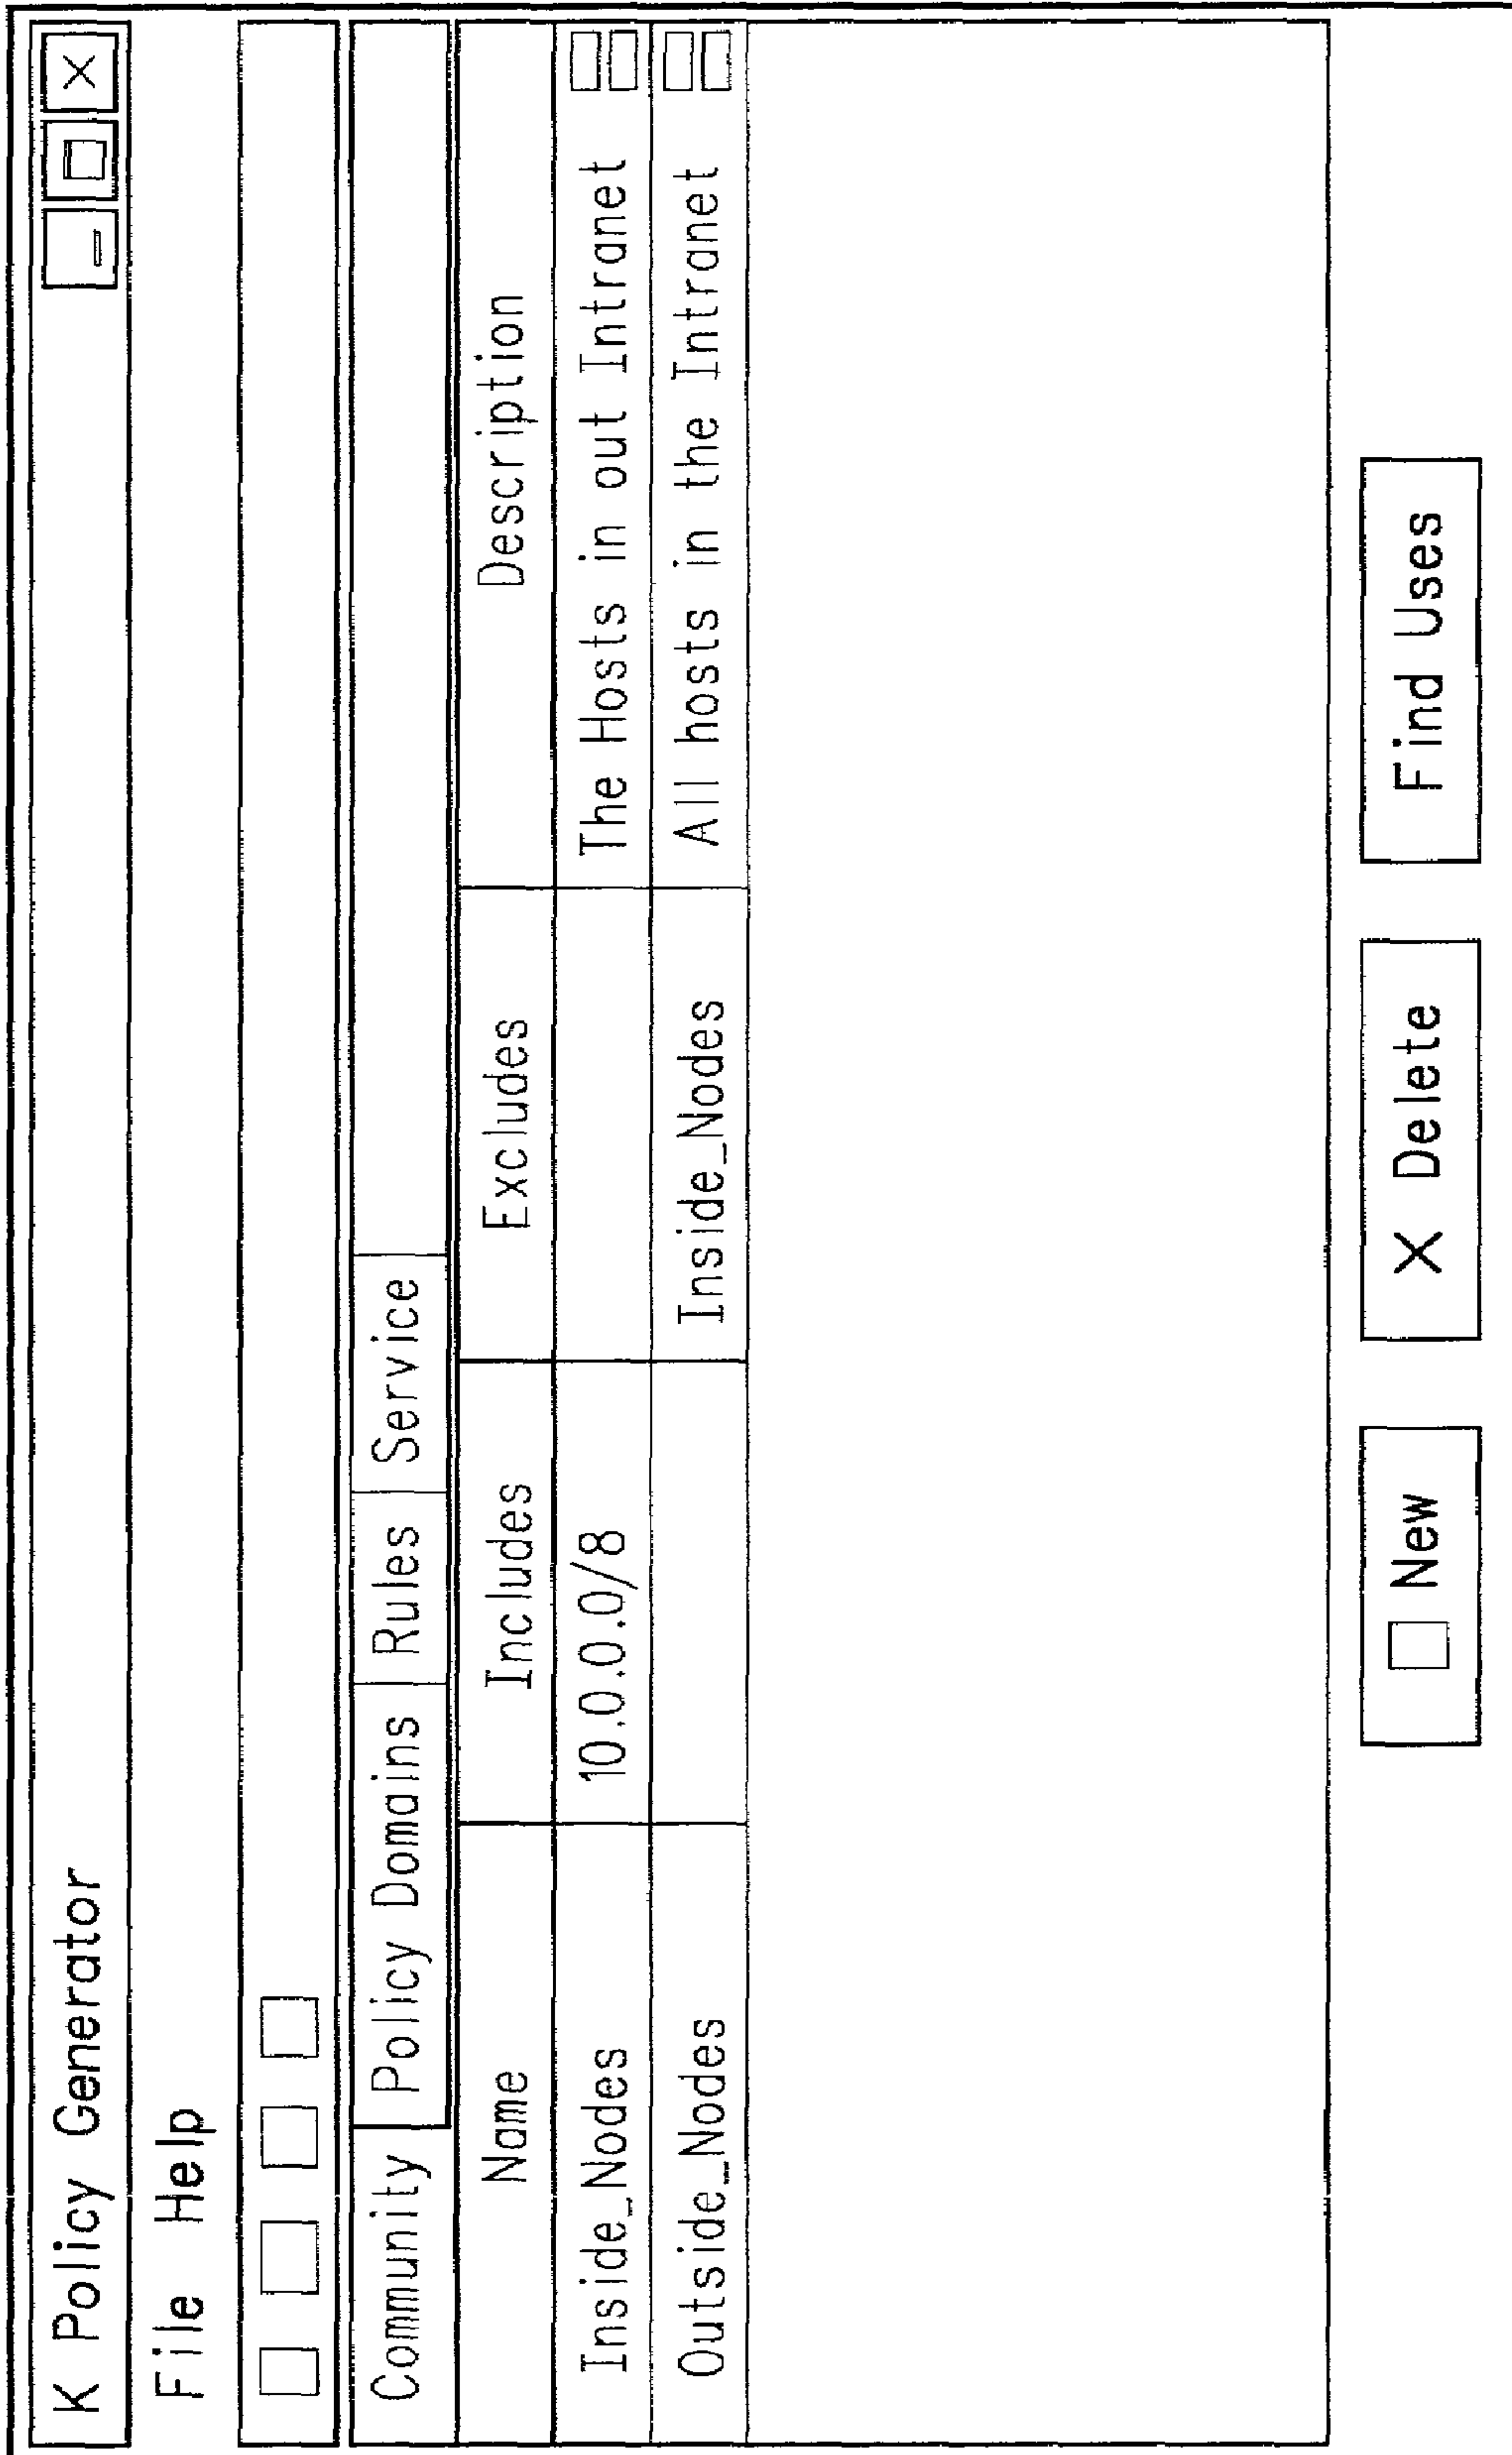 K Policy Generator
File Help
Community Policy Domains Rules Service
Name Includes Excludes Description
Inside_Nodes 10.0.0.0/8 The Hosts in out Intranet
Outside_Nodes Inside_Nodes All hosts in the Intranet
New X Delete Find Uses